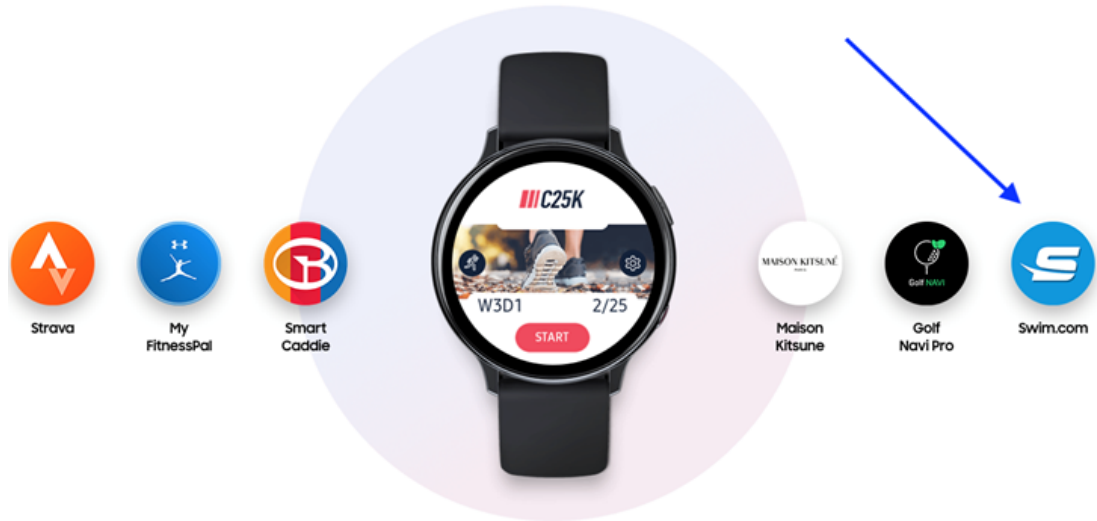 C25K
W3D1 2/25
START
Strava
My
FitnessPal
Smart
Caddie
MAISON KITSUNÉ
PARIS
Maison
Kitsune
Golf NAVI
Golf
Navi Pro
Swim.com